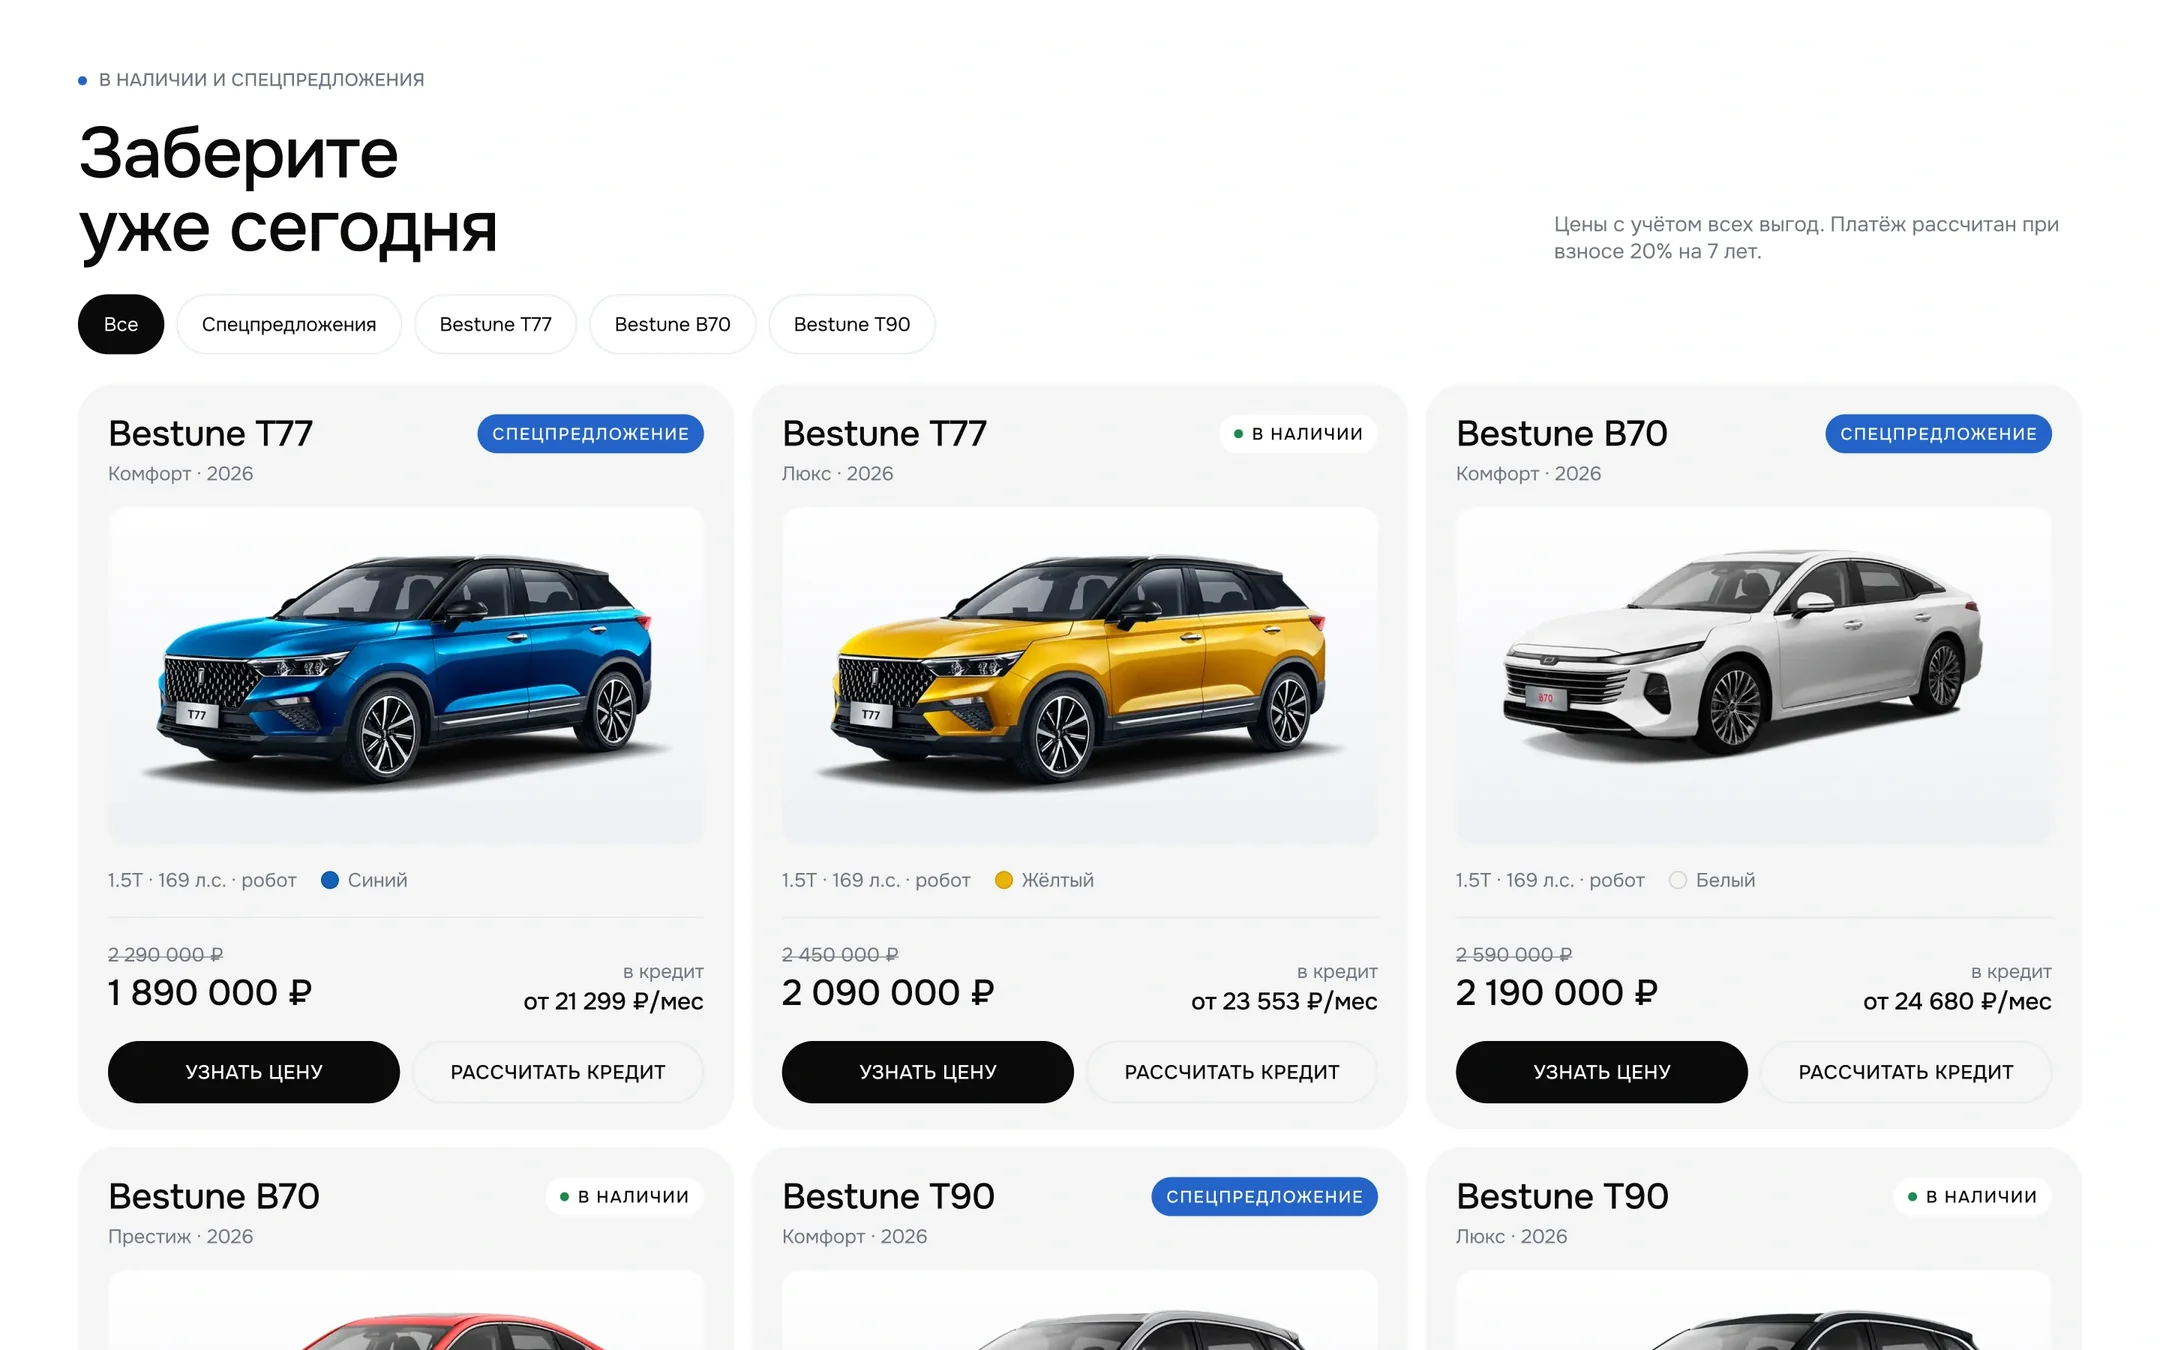 В НАЛИЧИИ И СПЕЦПРЕДЛОЖЕНИЯ
Заберите
уже сегодня
Цены с учётом всех выгод. Платёж рассчитан при
взносе 20% на 7 лет.
Все
Спецпредложения
Bestune T77
Bestune B70
Bestune T90
Bestune T77
СПЕЦПРЕДЛОЖЕНИЕ
Комфорт · 2026
T77
1.5T · 169 л.с. · робот
Синий
2 290 000 ₽
1 890 000 ₽
в кредит
от 21 299 ₽/мес
УЗНАТЬ ЦЕНУ
РАССЧИТАТЬ КРЕДИТ
Bestune T77
В НАЛИЧИИ
Люкс · 2026
T77
1.5T · 169 л.с. · робот
Жёлтый
2 450 000 ₽
2 090 000 ₽
в кредит
от 23 553 ₽/мес
УЗНАТЬ ЦЕНУ
РАССЧИТАТЬ КРЕДИТ
Bestune B70
СПЕЦПРЕДЛОЖЕНИЕ
Комфорт · 2026
B70
1.5T · 169 л.с. · робот
Белый
2 590 000 ₽
2 190 000 ₽
в кредит
от 24 680 ₽/мес
УЗНАТЬ ЦЕНУ
РАССЧИТАТЬ КРЕДИТ
Bestune B70
В НАЛИЧИИ
Престиж · 2026
Bestune T90
СПЕЦПРЕДЛОЖЕНИЕ
Комфорт · 2026
Bestune T90
В НАЛИЧИИ
Люкс · 2026